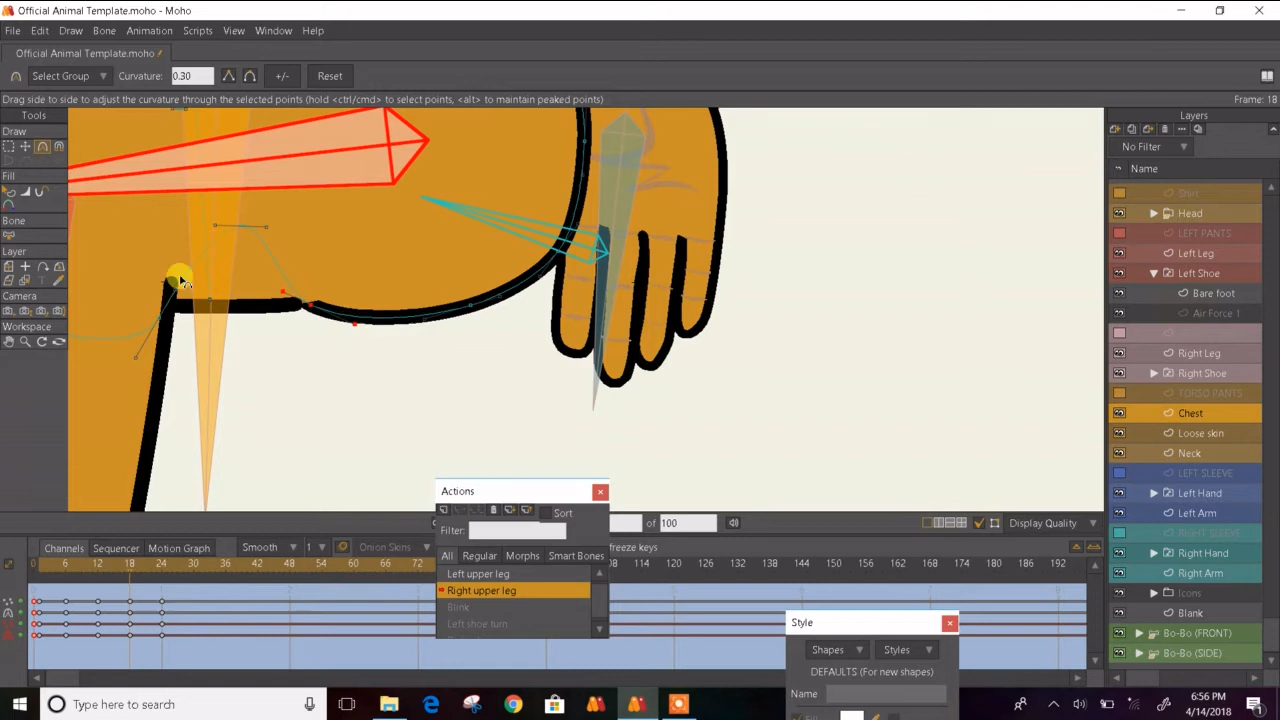 Official Animal Template.moho - Moho
File Edit Draw Bone Animation Scripts View Window Help
Official Animal Template.moho
Select Group Curvature: 0.30 +/- Reset
Drag side to side to adjust the curvature through the selected points (hold <ctrl/cmd> to select points, <alt> to maintain peaked points) Frame: 18
Tools
Draw
Fill
Bone
Layer
Camera
Workspace
Layers
No Filter
Name
Shirt
Head
LEFT PANTS
Left Leg
Left Shoe
Bare foot
Air Force 1
Right Leg
Right Shoe
TORSO PANTS
Chest
Loose skin
Neck
LEFT SLEEVE
Left Hand
Left Arm
RIGHT SLEEVE
Right Hand
Right Arm
Icons
Blank
Bo-Bo (FRONT)
Bo-Bo (SIDE)
Actions
Sort
Filter:
All Regular Morphs Smart Bones
Left upper leg
Right upper leg
Blink
Left shoe turn
of 100
Display Quality
Channels Sequencer Motion Graph Smooth 1 Onion Skins
freeze keys
0 6 12 18 24 30 36 42 48 54 60 66 72 108 114 120 126 132 138 144 150 156 162 168 174 180 186 192
Style
Shapes Styles
DEFAULTS (For new shapes)
Name
Fill
Type here to search
6:56 PM
4/14/2018